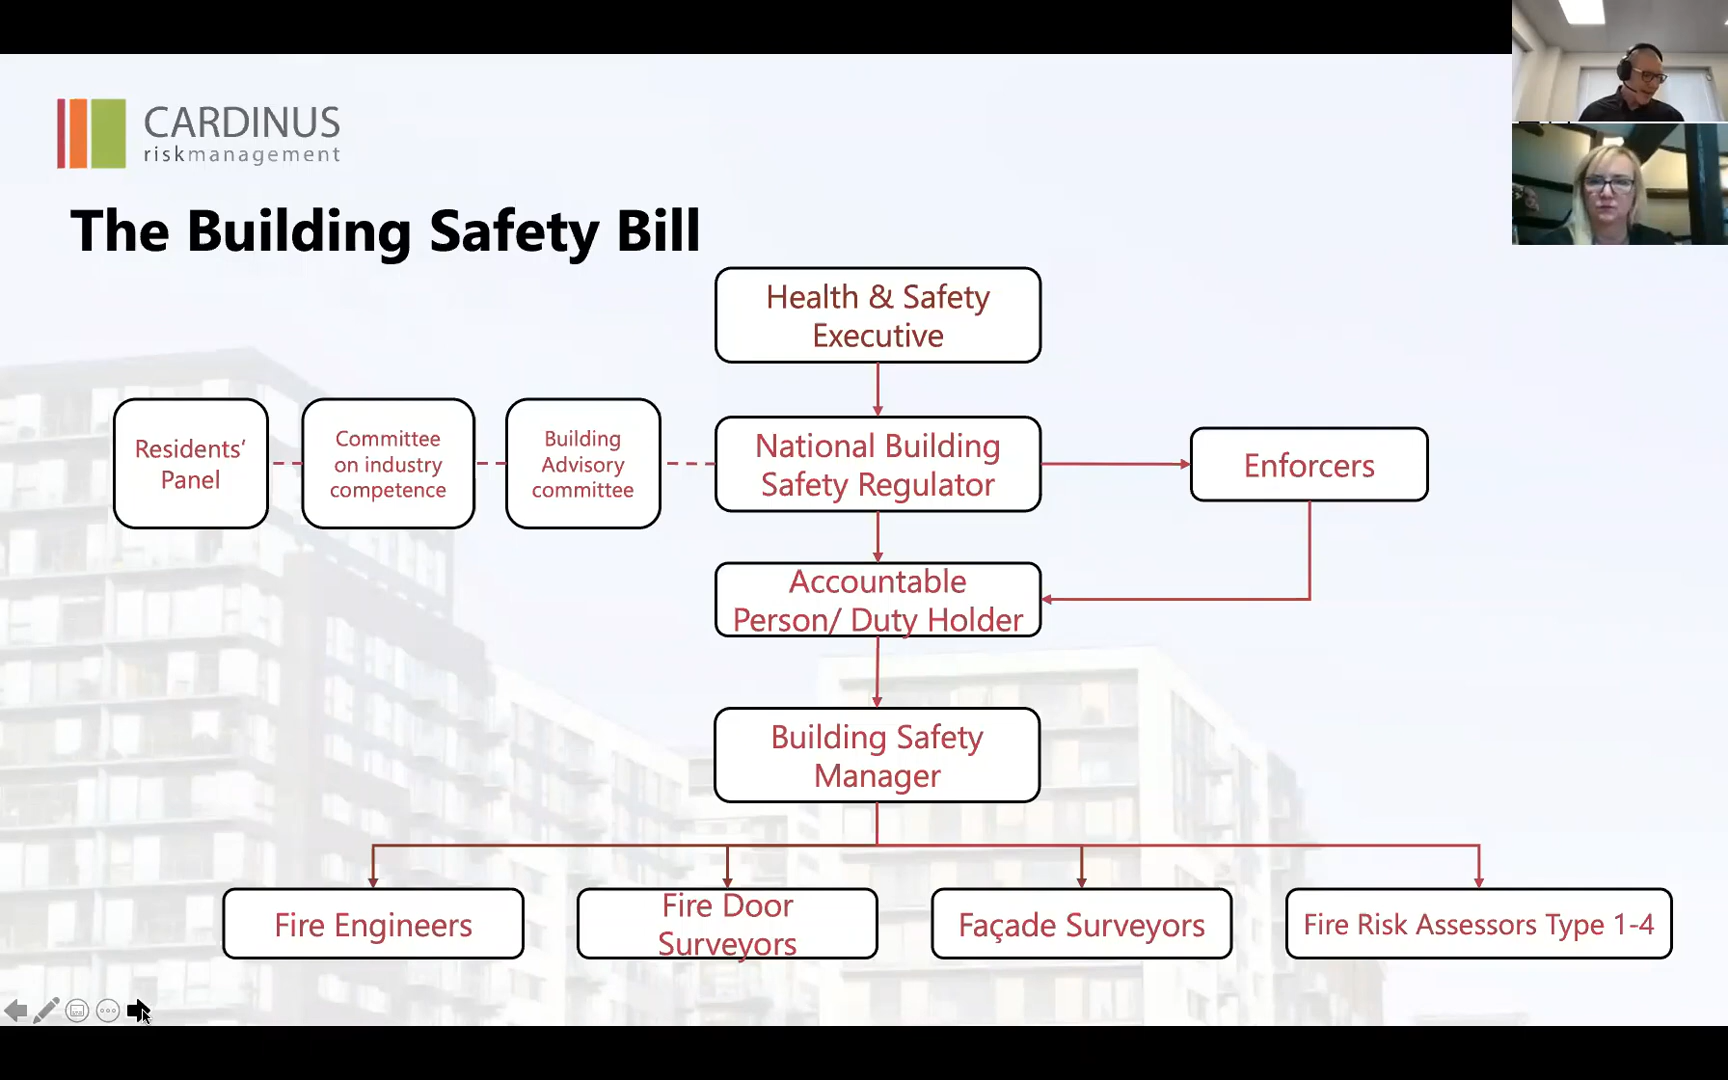 CARDINUS
riskmanagement
The Building Safety Bill
Health & Safety
Executive
Residents’
Panel
Committee
on industry
competence
Building
Advisory
committee
National Building
Safety Regulator
Enforcers
Accountable
Person/ Duty Holder
Building Safety
Manager
Fire Engineers
Fire Door
Surveyors
Façade Surveyors
Fire Risk Assessors Type 1-4